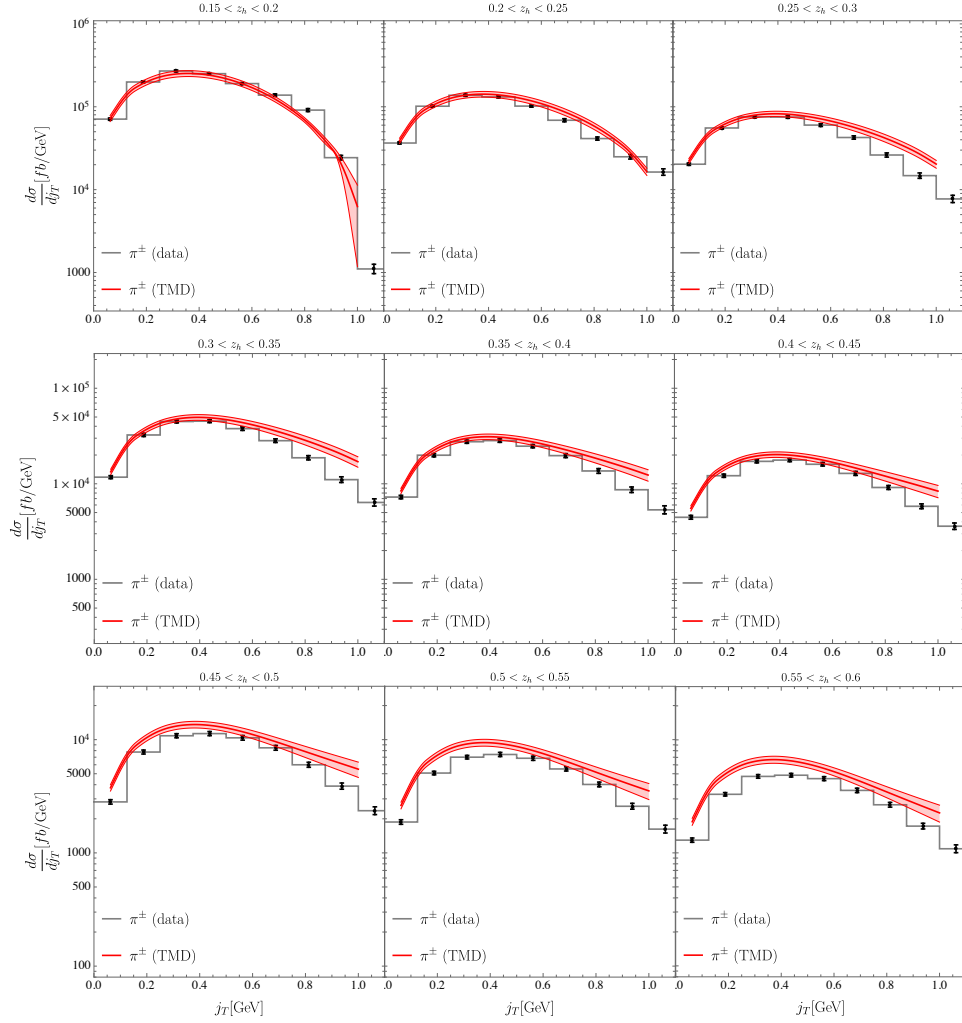 0.15 < z_h < 0.2
0.2 < z_h < 0.25
0.25 < z_h < 0.3
10^6
10^5
10^4
1000
dσ/dj_T [fb/GeV]
π^± (data)
π^± (TMD)
π^± (data)
π^± (TMD)
π^± (data)
π^± (TMD)
0.0 0.2 0.4 0.6 0.8 1.0
.0 0.2 0.4 0.6 0.8 1.0
.0 0.2 0.4 0.6 0.8 1.0
0.3 < z_h < 0.35
0.35 < z_h < 0.4
0.4 < z_h < 0.45
1 × 10^5
5 × 10^4
1 × 10^4
5000
1000
500
dσ/dj_T [fb/GeV]
π^± (data)
π^± (TMD)
π^± (data)
π^± (TMD)
π^± (data)
π^± (TMD)
0.0 0.2 0.4 0.6 0.8 1.0
.0 0.2 0.4 0.6 0.8 1.0
.0 0.2 0.4 0.6 0.8 1.0
0.45 < z_h < 0.5
0.5 < z_h < 0.55
0.55 < z_h < 0.6
10^4
5000
1000
500
100
dσ/dj_T [fb/GeV]
π^± (data)
π^± (TMD)
π^± (data)
π^± (TMD)
π^± (data)
π^± (TMD)
0.0 0.2 0.4 0.6 0.8 1.0
.0 0.2 0.4 0.6 0.8 1.0
.0 0.2 0.4 0.6 0.8 1.0
j_T[GeV]
j_T[GeV]
j_T[GeV]